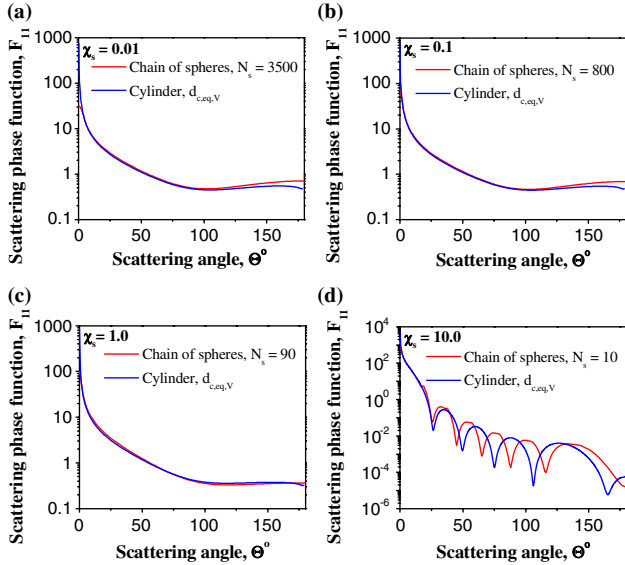 (a)
χs = 0.01
Chain of spheres, Ns = 3500
Cylinder, dc,eq,V
Scattering phase function, F11
1000
100
10
1
0.1
0 50 100 150
Scattering angle, Θ°
(b)
χs = 0.1
Chain of spheres, Ns = 800
Cylinder, dc,eq,V
Scattering phase function, F11
1000
100
10
1
0.1
0 50 100 150
Scattering angle, Θ°
(c)
χs = 1.0
Chain of spheres, Ns = 90
Cylinder, dc,eq,V
Scattering phase function, F11
1000
100
10
1
0.1
0 50 100 150
Scattering angle, Θ°
(d)
χs = 10.0
Chain of spheres, Ns = 10
Cylinder, dc,eq,V
Scattering phase function, F11
10^4
10^2
10^0
10^-2
10^-4
10^-6
0 50 100 150
Scattering angle, Θ°